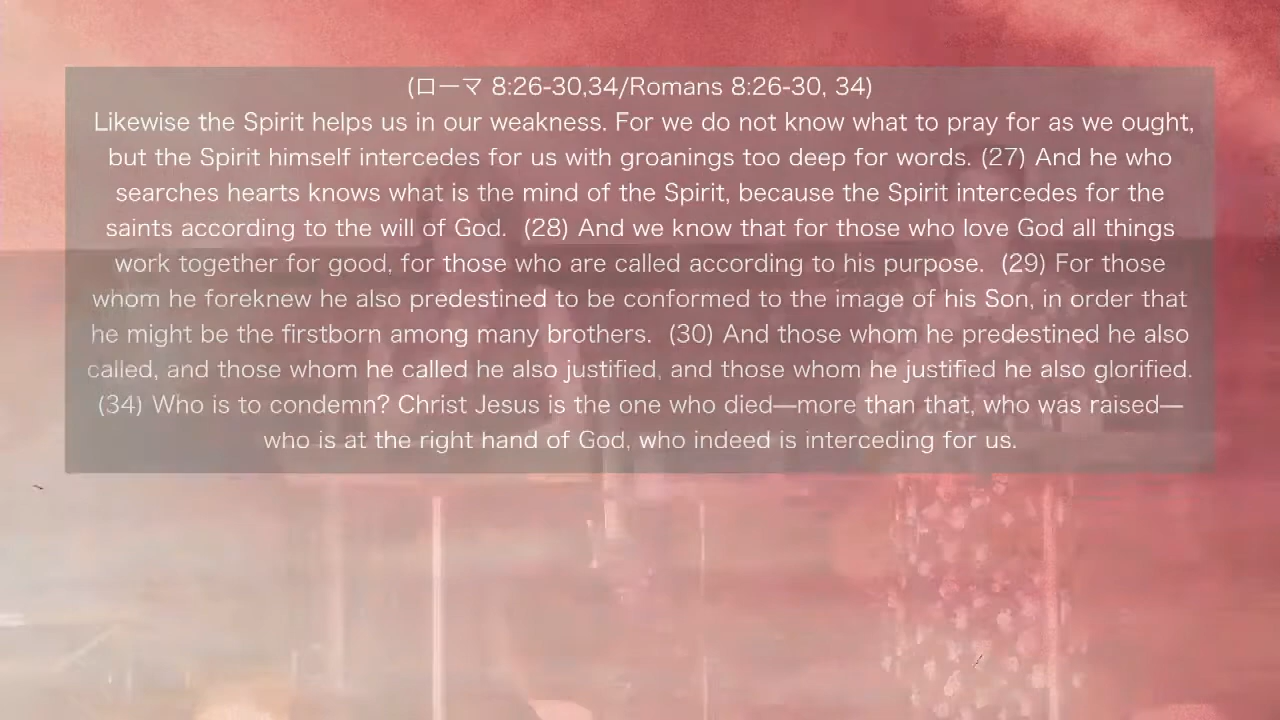 (ローマ 8:26-30,34/Romans 8:26-30, 34)
Likewise the Spirit helps us in our weakness. For we do not know what to pray for as we ought,
but the Spirit himself intercedes for us with groanings too deep for words. (27) And he who
searches hearts knows what is the mind of the Spirit, because the Spirit intercedes for the
saints according to the will of God.  (28) And we know that for those who love God all things
work together for good, for those who are called according to his purpose.  (29) For those
whom he foreknew he also predestined to be conformed to the image of his Son, in order that
he might be the firstborn among many brothers.  (30) And those whom he predestined he also
called, and those whom he called he also justified, and those whom he justified he also glorified.
(34) Who is to condemn? Christ Jesus is the one who died—more than that, who was raised—
who is at the right hand of God, who indeed is interceding for us.